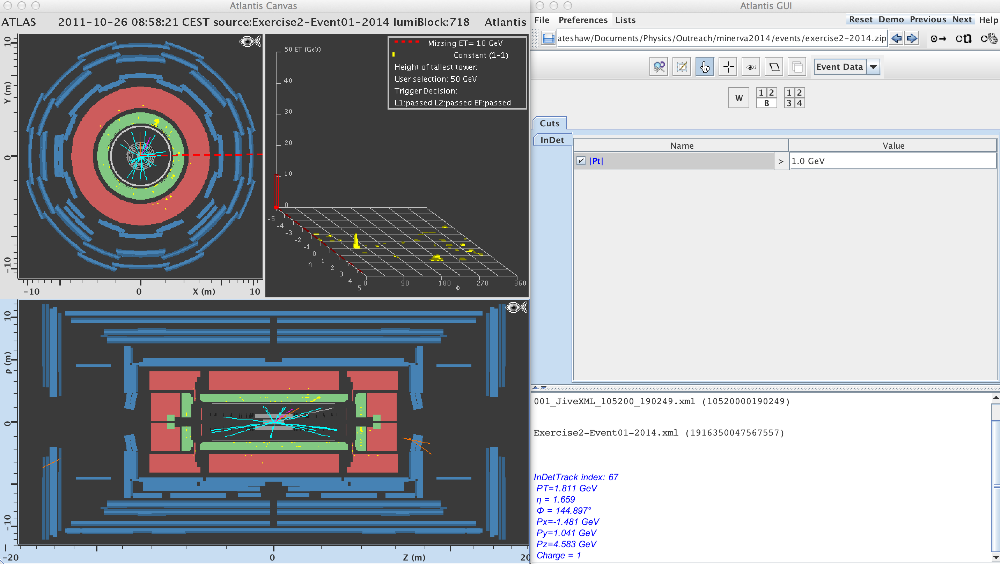 Atlantis Canvas
ATLAS 2011-10-26 08:58:21 CEST source:Exercise2-Event01-2014 lumiBlock:718 Atlantis
10
Y (m)
0
-10
-10 0 X (m) 10
50 ET (GeV)
40
30
20
10
0
Missing ET= 10 GeV
Constant (1-1)
Height of tallest tower:
User selection: 50 GeV
Trigger Decision:
L1:passed L2:passed EF:passed
-5
-4
-3
-2
-1
0
1
2
3
4
5
η
0 90 180 270 360
Φ
10
ρ (m)
0
-10
-20 0 Z (m) 20
Atlantis GUI
File Preferences Lists Reset Demo Previous Next Help
ateshaw/Documents/Physics/Outreach/minerva2014/events/exercise2-2014.zip
Event Data
W 1 2 1 2
B 3 4
Cuts
InDet
Name Value
|Pt| > 1.0 GeV
001_JiveXML_105200_190249.xml (10520000190249)
Exercise2-Event01-2014.xml (1916350047567557)
InDetTrack index: 67
PT=1.811 GeV
η = 1.659
Φ = 144.897°
Px=-1.481 GeV
Py=1.041 GeV
Pz=4.583 GeV
Charge = 1